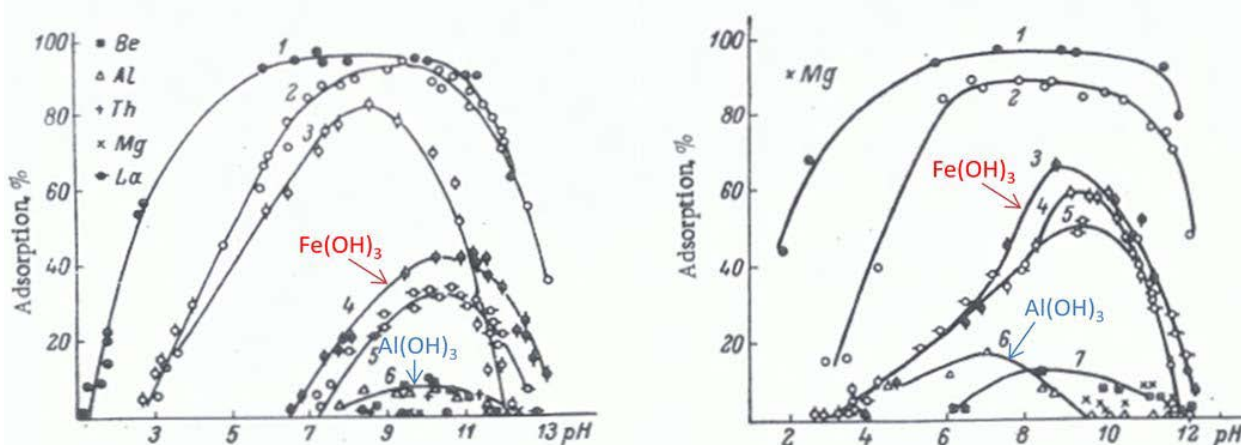 100
80
60
40
20
Adsorption, %
Be
Al
Th
Mg
La
1
2
3
4
5
6
Fe(OH)3
Al(OH)3
3
5
7
9
11
13 pH
100
80
60
40
20
Adsorption, %
× Mg
1
2
3
4
5
6
7
Fe(OH)3
Al(OH)3
2
4
6
8
10
12 pH